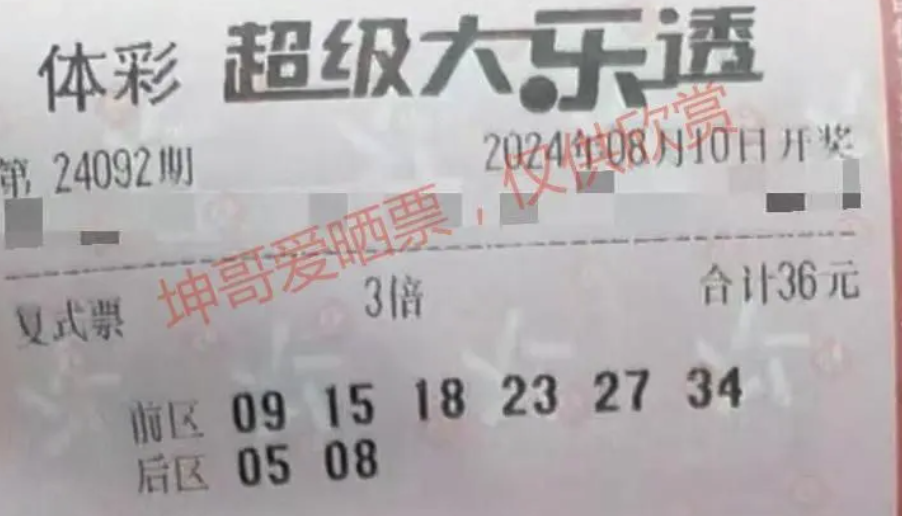 体彩 超级大乐透
第 24092期 2024年08月10日开奖
坤哥爱晒票，仅供欣赏
复式票 3倍 合计36元
前区 09 15 18 23 27 34
后区 05 08